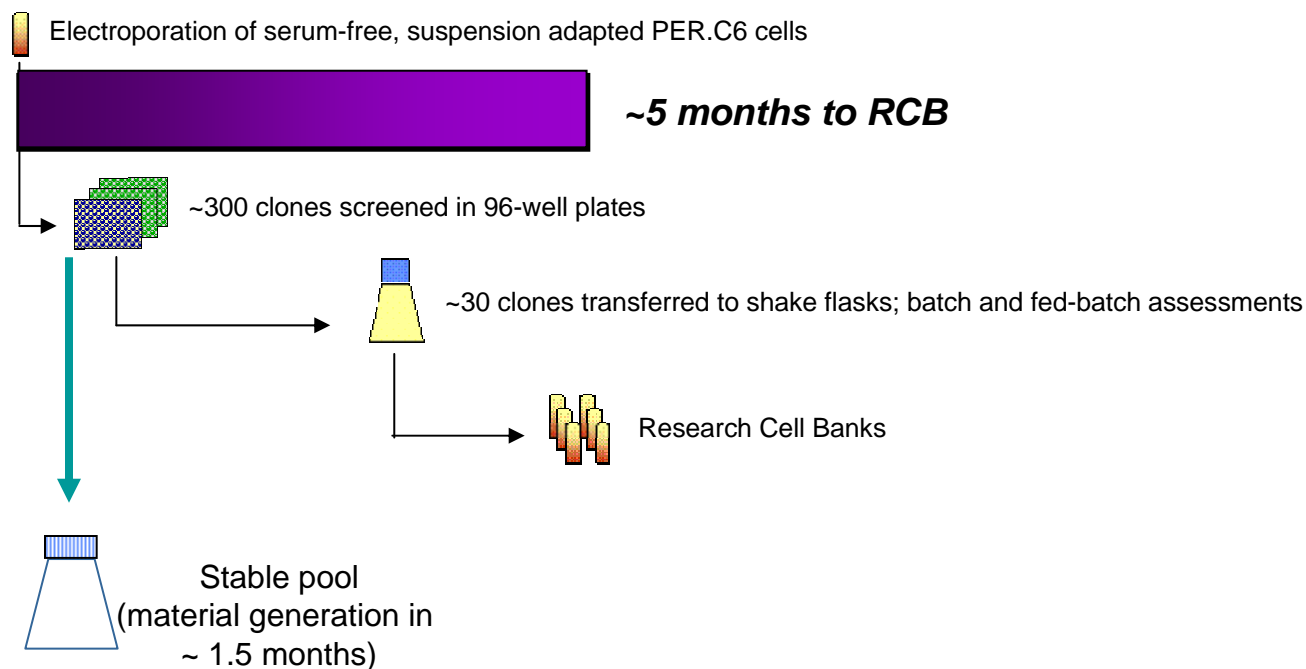 Electroporation of serum-free, suspension adapted PER.C6 cells
~5 months to RCB
~300 clones screened in 96-well plates
~30 clones transferred to shake flasks; batch and fed-batch assessments
Research Cell Banks
Stable pool
(material generation in
~ 1.5 months)